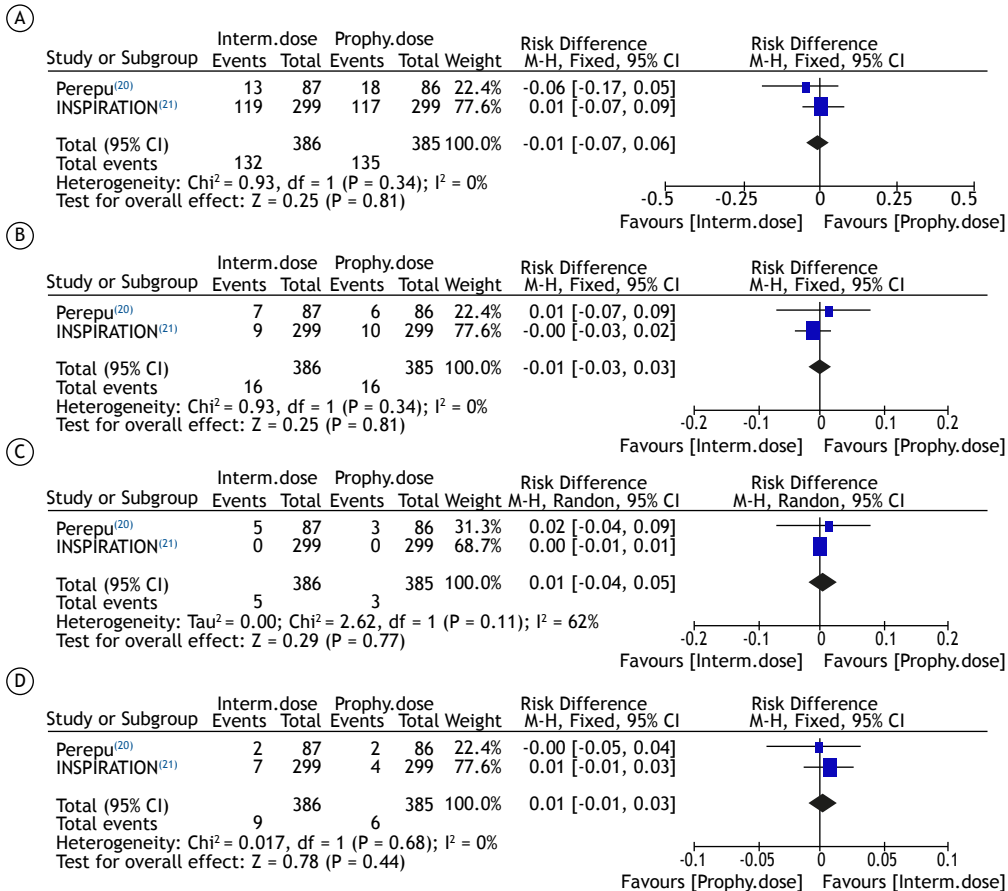 A
Interm.dose Prophy.dose Risk Difference Risk Difference
Study or Subgroup Events Total Events Total Weight M-H, Fixed, 95% CI M-H, Fixed, 95% CI
Perepu(20) 13 87 18 86 22.4% -0.06 [-0.17, 0.05]
INSPIRATION(21) 119 299 117 299 77.6% 0.01 [-0.07, 0.09]
Total (95% CI) 386 385 100.0% -0.01 [-0.07, 0.06]
Total events 132 135
Heterogeneity: Chi² = 0.93, df = 1 (P = 0.34); I² = 0%
Test for overall effect: Z = 0.25 (P = 0.81)
-0.5 -0.25 0 0.25 0.5
Favours [Interm.dose] Favours [Prophy.dose]
B
Interm.dose Prophy.dose Risk Difference Risk Difference
Study or Subgroup Events Total Events Total Weight M-H, Fixed, 95% CI M-H, Fixed, 95% CI
Perepu(20) 7 87 6 86 22.4% 0.01 [-0.07, 0.09]
INSPIRATION(21) 9 299 10 299 77.6% -0.00 [-0.03, 0.02]
Total (95% CI) 386 385 100.0% -0.01 [-0.03, 0.03]
Total events 16 16
Heterogeneity: Chi² = 0.93, df = 1 (P = 0.34); I² = 0%
Test for overall effect: Z = 0.25 (P = 0.81)
-0.2 -0.1 0 0.1 0.2
Favours [Interm.dose] Favours [Prophy.dose]
C
Interm.dose Prophy.dose Risk Difference Risk Difference
Study or Subgroup Events Total Events Total Weight M-H, Randon, 95% CI M-H, Randon, 95% CI
Perepu(20) 5 87 3 86 31.3% 0.02 [-0.04, 0.09]
INSPIRATION(21) 0 299 0 299 68.7% 0.00 [-0.01, 0.01]
Total (95% CI) 386 385 100.0% 0.01 [-0.04, 0.05]
Total events 5 3
Heterogeneity: Tau² = 0.00; Chi² = 2.62, df = 1 (P = 0.11); I² = 62%
Test for overall effect: Z = 0.29 (P = 0.77)
-0.2 -0.1 0 0.1 0.2
Favours [Interm.dose] Favours [Prophy.dose]
D
Interm.dose Prophy.dose Risk Difference Risk Difference
Study or Subgroup Events Total Events Total Weight M-H, Fixed, 95% CI M-H, Fixed, 95% CI
Perepu(20) 2 87 2 86 22.4% -0.00 [-0.05, 0.04]
INSPIRATION(21) 7 299 4 299 77.6% 0.01 [-0.01, 0.03]
Total (95% CI) 386 385 100.0% 0.01 [-0.01, 0.03]
Total events 9 6
Heterogeneity: Chi² = 0.017, df = 1 (P = 0.68); I² = 0%
Test for overall effect: Z = 0.78 (P = 0.44)
-0.1 -0.05 0 0.05 0.1
Favours [Prophy.dose] Favours [Interm.dose]